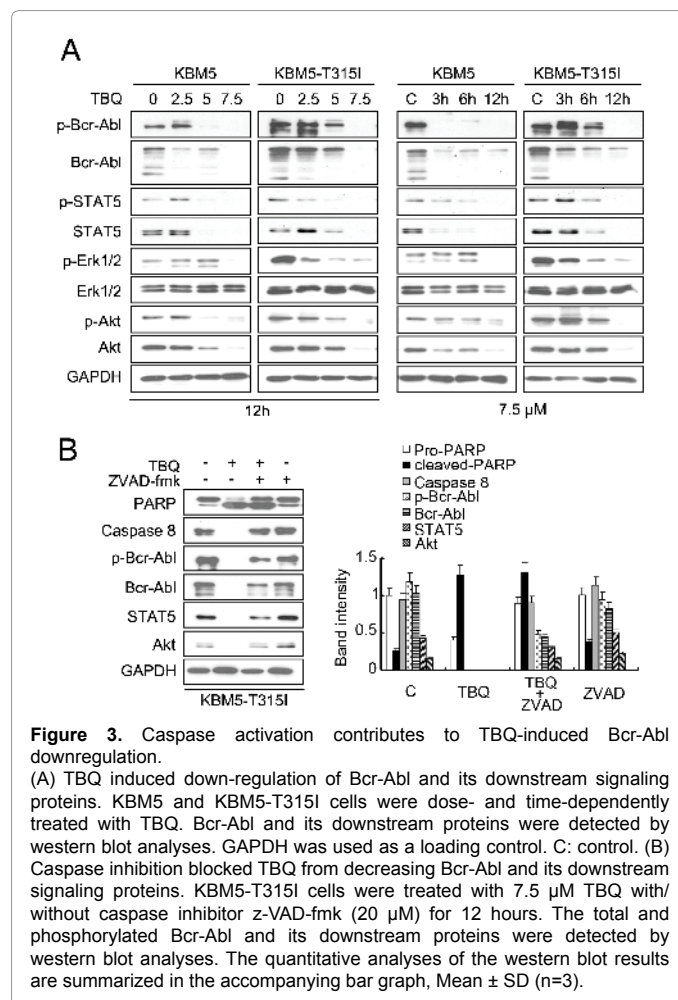 A
KBM5 KBM5-T315I KBM5 KBM5-T315I
TBQ 0 2.5 5 7.5 0 2.5 5 7.5 C 3h 6h 12h C 3h 6h 12h
p-Bcr-Abl
Bcr-Abl
p-STAT5
STAT5
p-Erk1/2
Erk1/2
p-Akt
Akt
GAPDH
12h 7.5 μM
B
TBQ - + + -
ZVAD-fmk - - + +
PARP
Caspase 8
p-Bcr-Abl
Bcr-Abl
STAT5
Akt
GAPDH
KBM5-T315I
Pro-PARP
cleaved-PARP
Caspase 8
p-Bcr-Abl
Bcr-Abl
STAT5
Akt
Band intensity
1.5
1
0.5
0
C TBQ TBQ + ZVAD ZVAD
Figure 3. Caspase activation contributes to TBQ-induced Bcr-Abl
downregulation.
(A) TBQ induced down-regulation of Bcr-Abl and its downstream signaling
proteins. KBM5 and KBM5-T315I cells were dose- and time-dependently
treated with TBQ. Bcr-Abl and its downstream proteins were detected by
western blot analyses. GAPDH was used as a loading control. C: control. (B)
Caspase inhibition blocked TBQ from decreasing Bcr-Abl and its downstream
signaling proteins. KBM5-T315I cells were treated with 7.5 μM TBQ with/
without caspase inhibitor z-VAD-fmk (20 μM) for 12 hours. The total and
phosphorylated Bcr-Abl and its downstream proteins were detected by
western blot analyses. The quantitative analyses of the western blot results
are summarized in the accompanying bar graph, Mean ± SD (n=3).